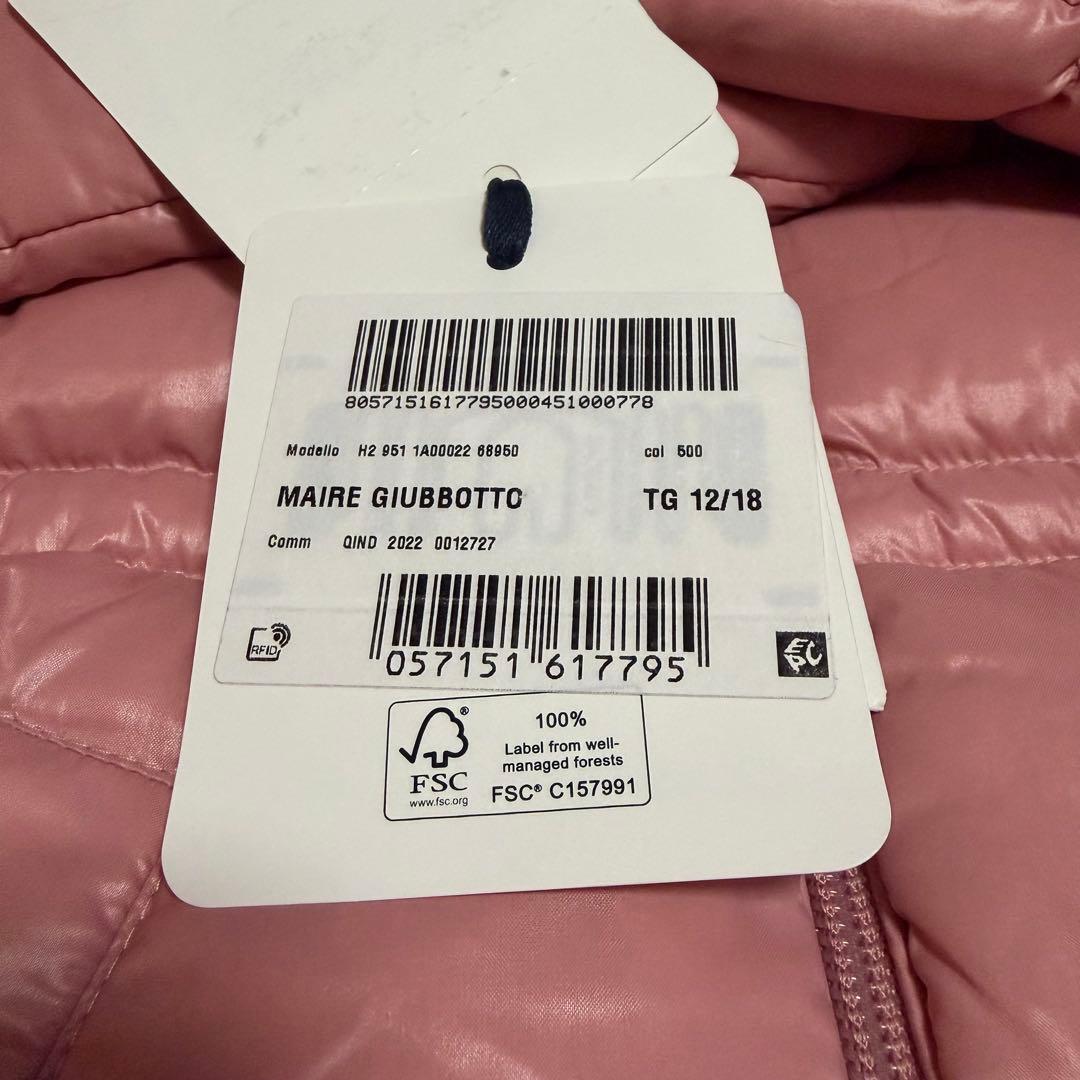 8057151617795000451000778
Modello H2 951 1A00022 68950 col 500
MAIRE GIUBBOTTO TG 12/18
Comm QIND 2022 0012727
RFID
057151 617795
EPC
FSC®
www.fsc.org
100%
Label from well-
managed forests
FSC® C157991